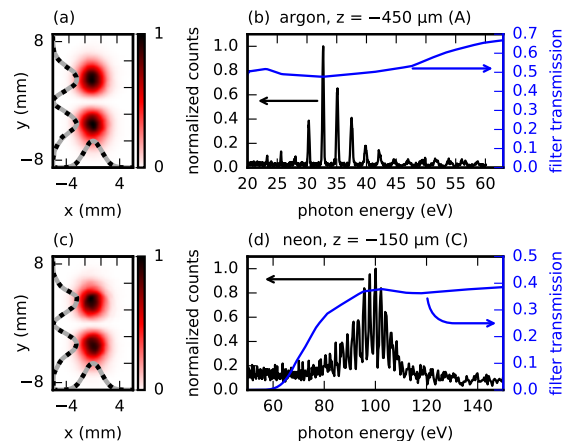 (a)
8
0
−8
y (mm)
−4 4
x (mm)
1
0
(b) argon, z = −450 μm (A)
1.0
0.8
0.6
0.4
0.2
0.0
normalized counts
20 25 30 35 40 45 50 55 60
photon energy (eV)
0.7
0.6
0.5
0.4
0.3
0.2
0.1
0.0
filter transmission
(c)
8
0
−8
y (mm)
−4 4
x (mm)
1
0
(d) neon, z = −150 μm (C)
1.0
0.8
0.6
0.4
0.2
0.0
normalized counts
60 80 100 120 140
photon energy (eV)
0.5
0.4
0.3
0.2
0.1
0.0
filter transmission